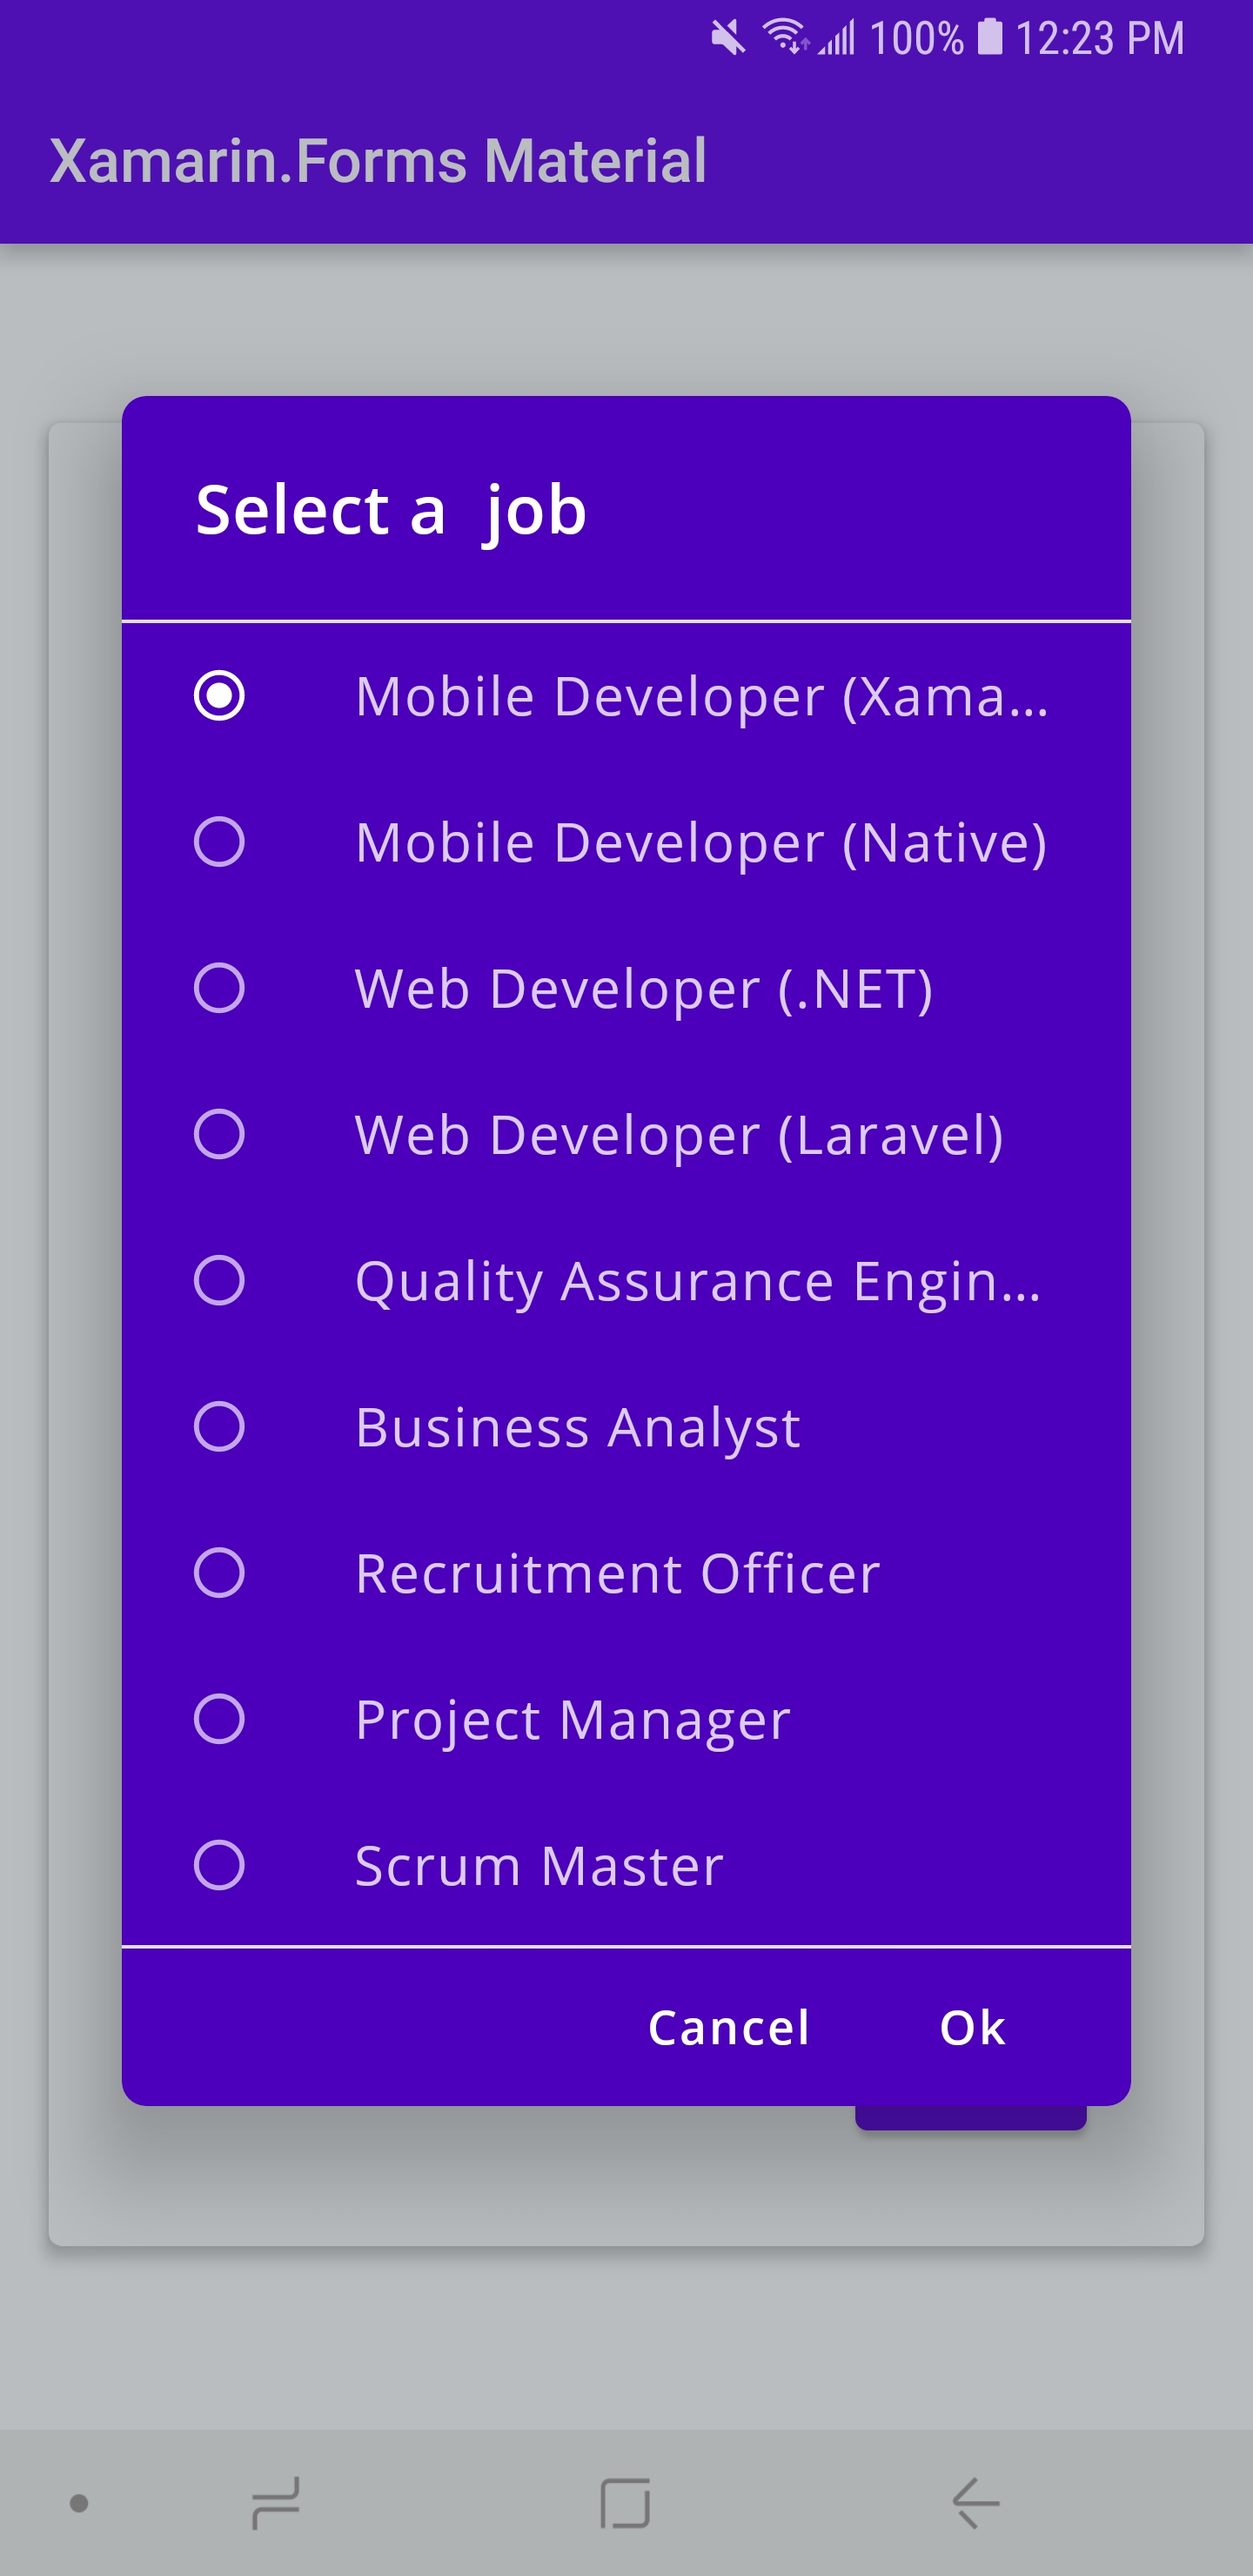 100% 12:23 PM
Xamarin.Forms Material
Select a  job
Mobile Developer (Xama...
Mobile Developer (Native)
Web Developer (.NET)
Web Developer (Laravel)
Quality Assurance Engin...
Business Analyst
Recruitment Officer
Project Manager
Scrum Master
Cancel Ok